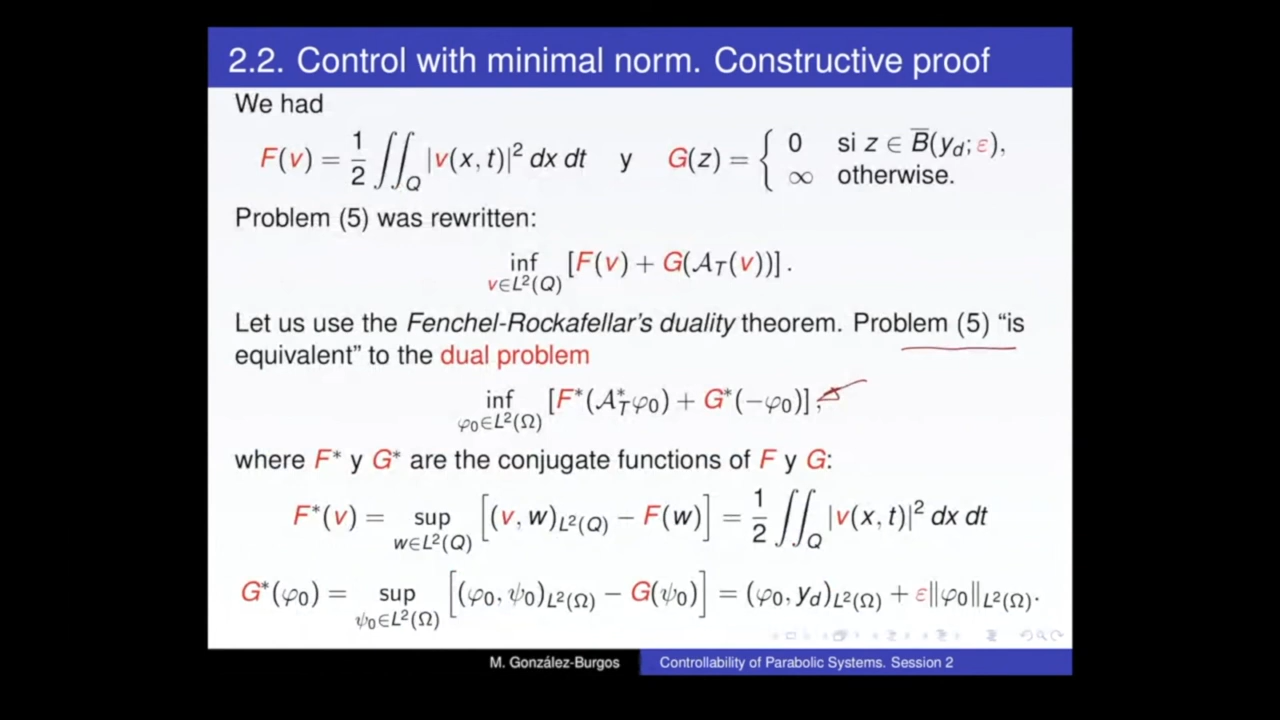 2.2. Control with minimal norm. Constructive proof
We had
F(v) = 1/2 ∬_Q |v(x, t)|² dx dt y G(z) = { 0 si z ∈ B̅(y_d; ε), ∞ otherwise.
Problem (5) was rewritten:
inf_{v∈L²(Q)} [F(v) + G(𝒜_T(v))] .
Let us use the Fenchel-Rockafellar's duality theorem. Problem (5) “is
equivalent” to the dual problem
inf_{φ₀∈L²(Ω)} [F*(𝒜*_T φ₀) + G*(−φ₀)] ,
where F* y G* are the conjugate functions of F y G:
F*(v) = sup_{w∈L²(Q)} [(v, w)_{L²(Q)} − F(w)] = 1/2 ∬_Q |v(x, t)|² dx dt
G*(φ₀) = sup_{ψ₀∈L²(Ω)} [(φ₀, ψ₀)_{L²(Ω)} − G(ψ₀)] = (φ₀, y_d)_{L²(Ω)} + ε‖φ₀‖_{L²(Ω)}.
M. González-Burgos Controllability of Parabolic Systems. Session 2